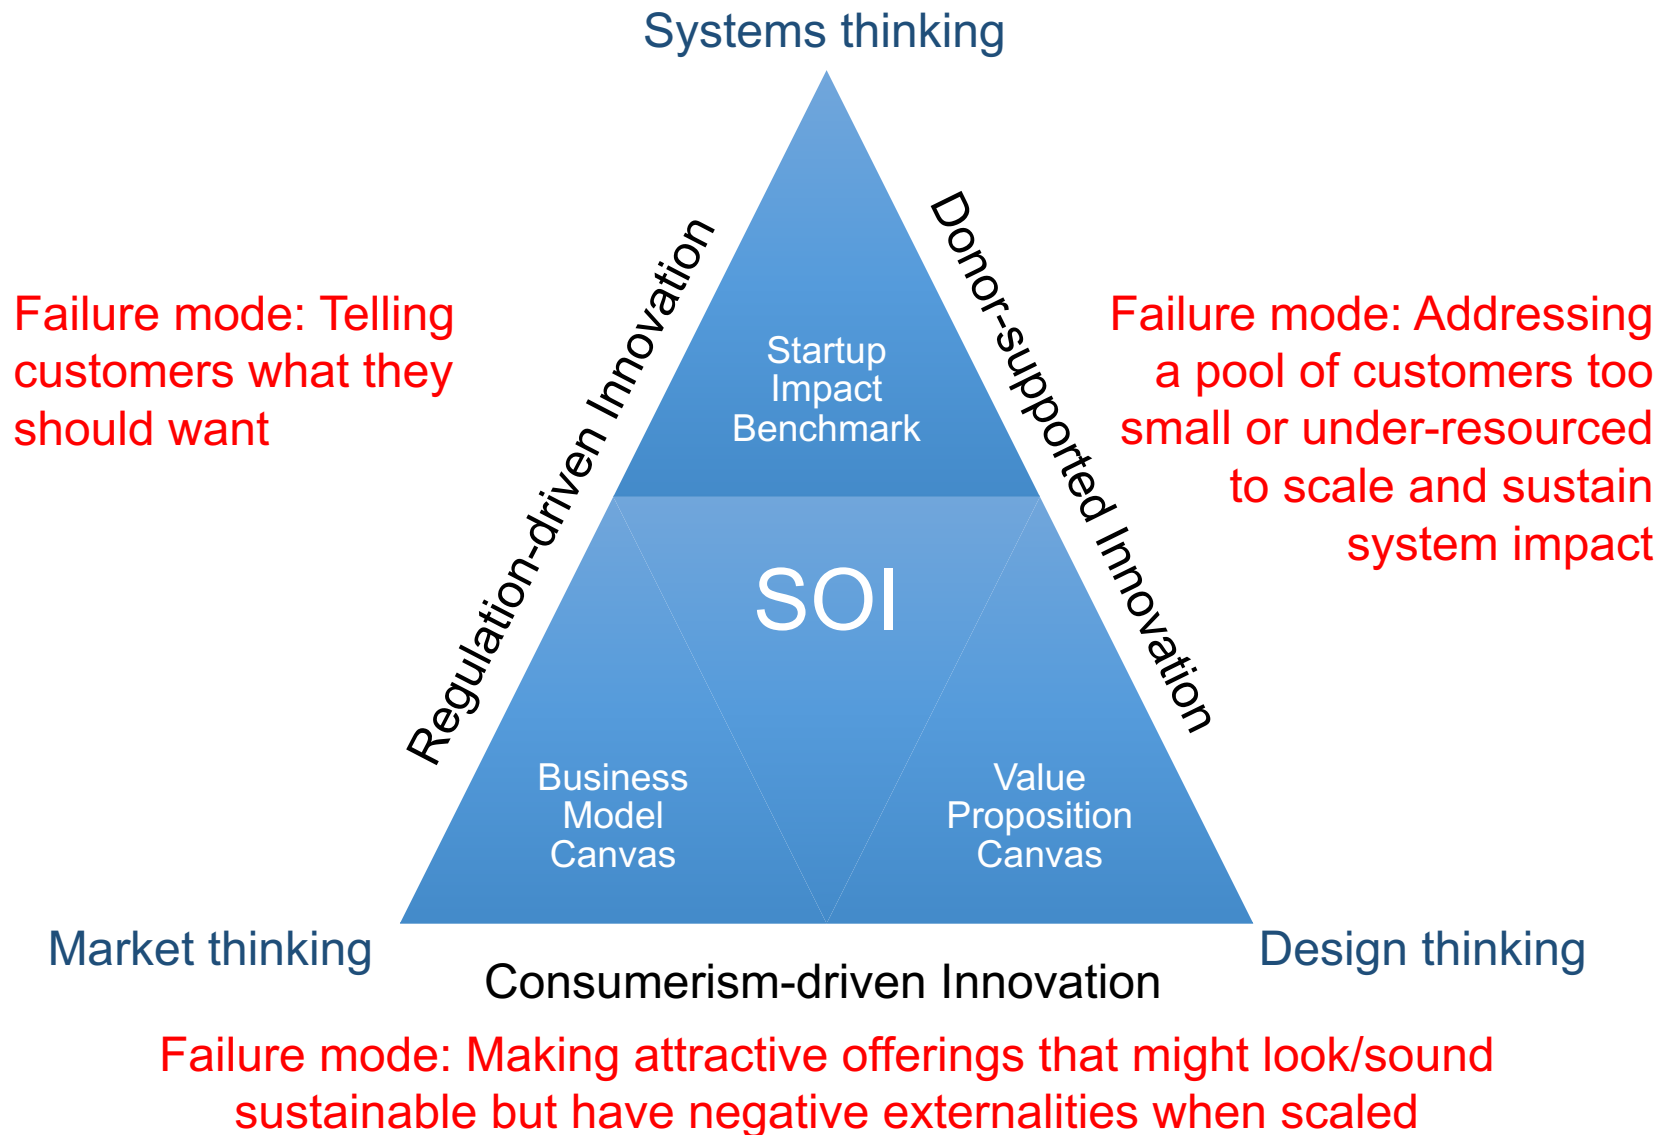 Systems thinking
Regulation-driven Innovation
Donor-supported Innovation
Failure mode: Telling
customers what they
should want
Failure mode: Addressing
a pool of customers too
small or under-resourced
to scale and sustain
system impact
Startup
Impact
Benchmark
SOI
Business
Model
Canvas
Value
Proposition
Canvas
Market thinking
Design thinking
Consumerism-driven Innovation
Failure mode: Making attractive offerings that might look/sound
sustainable but have negative externalities when scaled